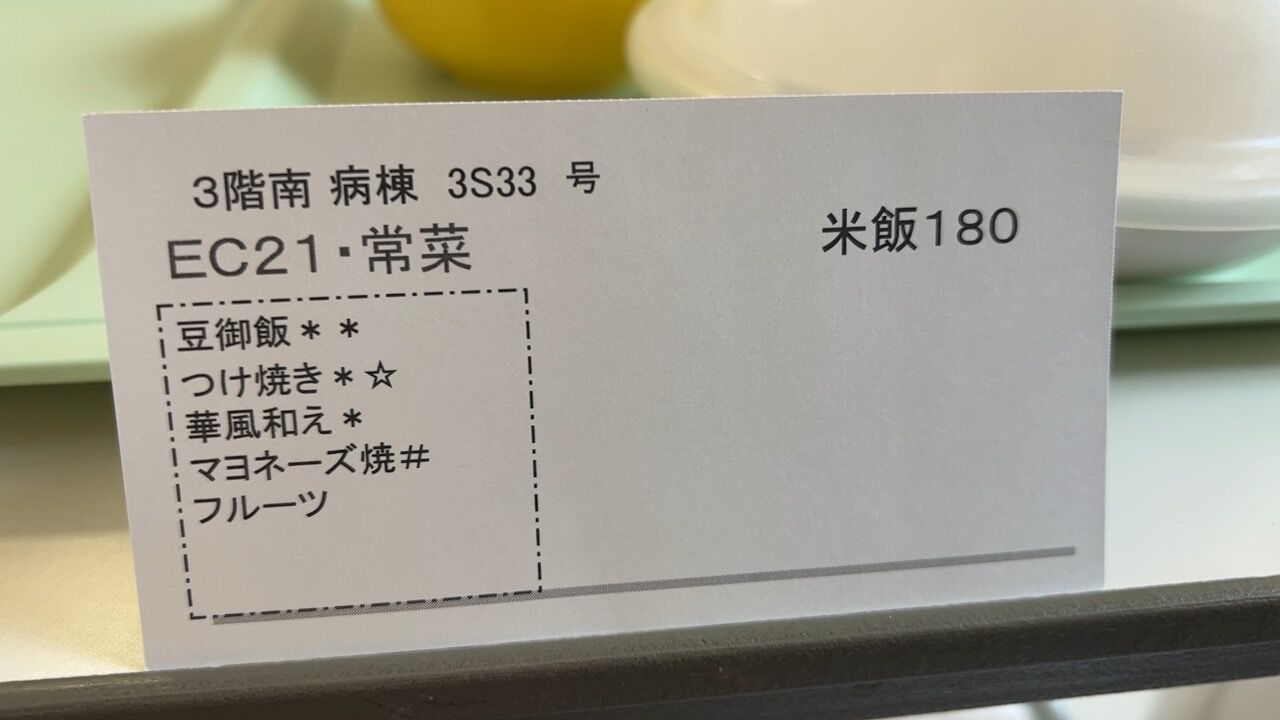 3階南 病棟 3S33 号
EC21・常菜
米飯180
豆御飯＊＊
つけ焼き＊☆
華風和え＊
マヨネーズ焼＃
フルーツ